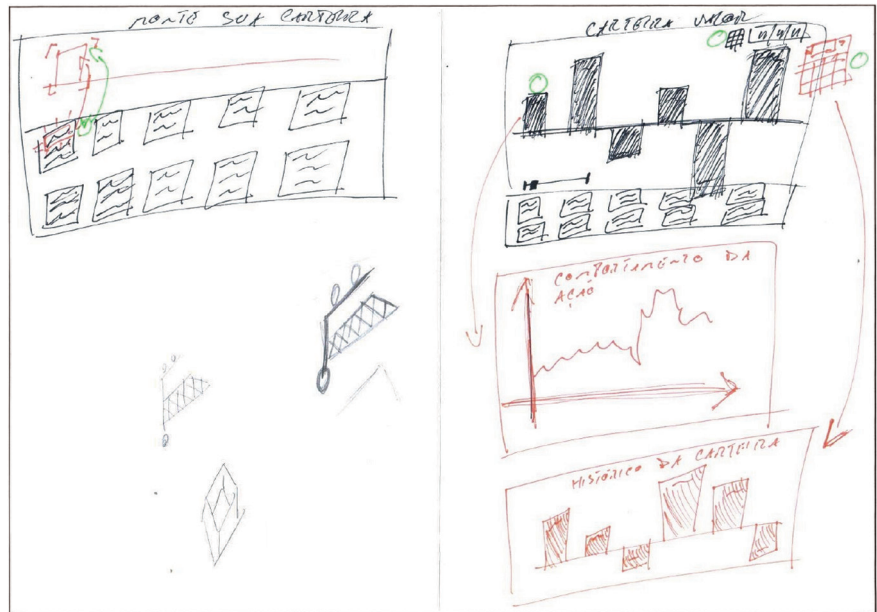 MONTE SUA CARTEIRA
CARTEIRA VALOR
COMPORTAMENTO DA
AÇÃO
HISTÓRICO DA CARTEIRA